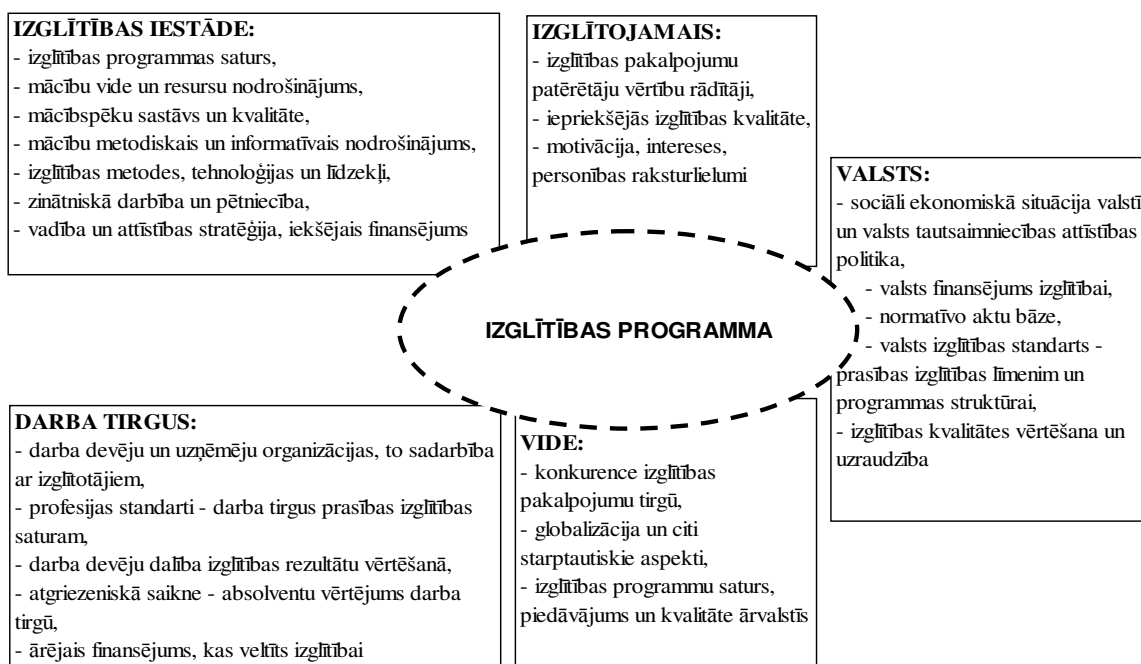 IZGLĪTĪBAS IESTĀDE:
- izglītības programmas saturs,
- mācību vide un resursu nodrošinājums,
- mācībspēku sastāvs un kvalitāte,
- mācību metodiskais un informatīvais nodrošinājums,
- izglītības metodes, tehnoloģijas un līdzekļi,
- zinātniskā darbība un pētniecība,
- vadība un attīstības stratēģija, iekšējais finansējums
IZGLĪTOJAMAIS:
- izglītības pakalpojumu
patērētāju vērtību rādītāji,
- iepriekšējās izglītības kvalitāte,
- motivācija, intereses,
personības raksturlielumi
VALSTS:
- sociāli ekonomiskā situācija valstī
un valsts tautsaimniecības attīstības
politika,
- valsts finansējums izglītībai,
- normatīvo aktu bāze,
- valsts izglītības standarts -
prasības izglītības līmenim un
programmas struktūrai,
- izglītības kvalitātes vērtēšana un
uzraudzība
IZGLĪTĪBAS PROGRAMMA
DARBA TIRGUS:
- darba devēju un uzņēmēju organizācijas, to sadarbība
ar izglītotājiem,
- profesijas standarti - darba tirgus prasības izglītības
saturam,
- darba devēju dalība izglītības rezultātu vērtēšanā,
- atgriezeniskā saikne - absolventu vērtējums darba
tirgū,
- ārējais finansējums, kas veltīts izglītībai
VIDE:
- konkurence izglītības
pakalpojumu tirgū,
- globalizācija un citi
starptautiskie aspekti,
- izglītības programmu saturs,
piedāvājums un kvalitāte ārvalstīs